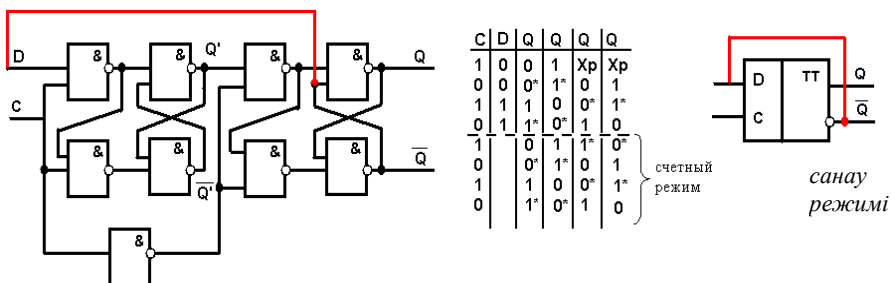 & & & &
D Q' Q
C
& & & &
Q̅' Q̅
&
C D Q Q Q Q
1 0 0 1 Xp Xp
0 0 0* 1* 0 1
1 1 1 0 0* 1*
0 1 1* 0* 1 0
1 0 1 1* 0*
0 0* 1* 0 1
1 1 0 0* 1*
0 1* 0* 1 0
счетный
режим
D TT Q
C Q̅
санау
режимі